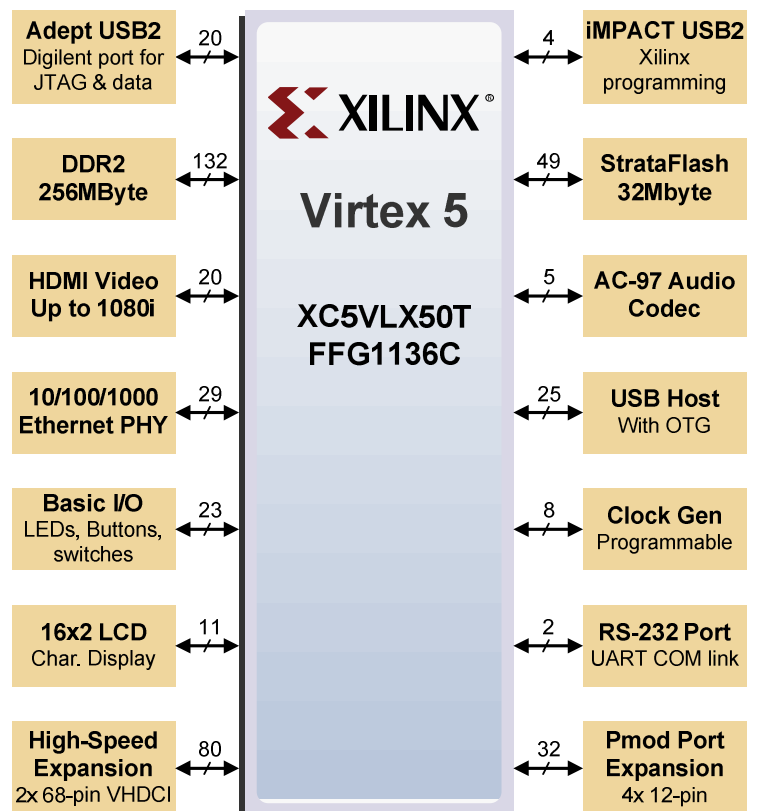 Adept USB2
Digilent port for
JTAG & data
20
DDR2
256MByte
132
HDMI Video
Up to 1080i
20
10/100/1000
Ethernet PHY
29
Basic I/O
LEDs, Buttons,
switches
23
16x2 LCD
Char. Display
11
High-Speed
Expansion
2x 68-pin VHDCI
80
XILINX®
Virtex 5
XC5VLX50T
FFG1136C
4
iMPACT USB2
Xilinx
programming
49
StrataFlash
32Mbyte
5
AC-97 Audio
Codec
25
USB Host
With OTG
8
Clock Gen
Programmable
2
RS-232 Port
UART COM link
32
Pmod Port
Expansion
4x 12-pin